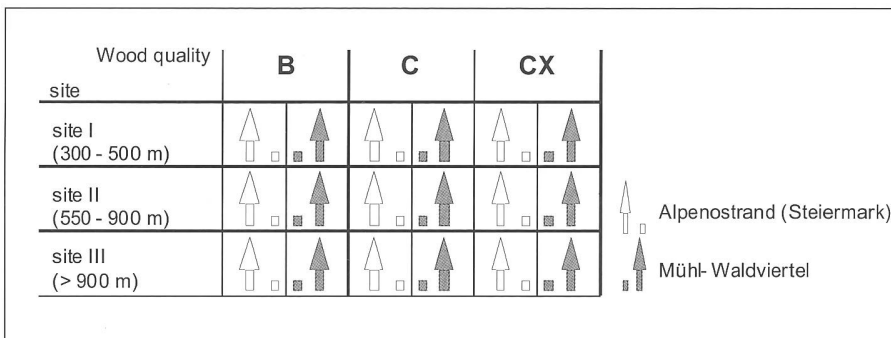 Wood quality
B C CX
site
site I
(300 - 500 m)
site II
(550 - 900 m)
site III
(> 900 m)
Alpenostrand (Steiermark)
Mühl- Waldviertel